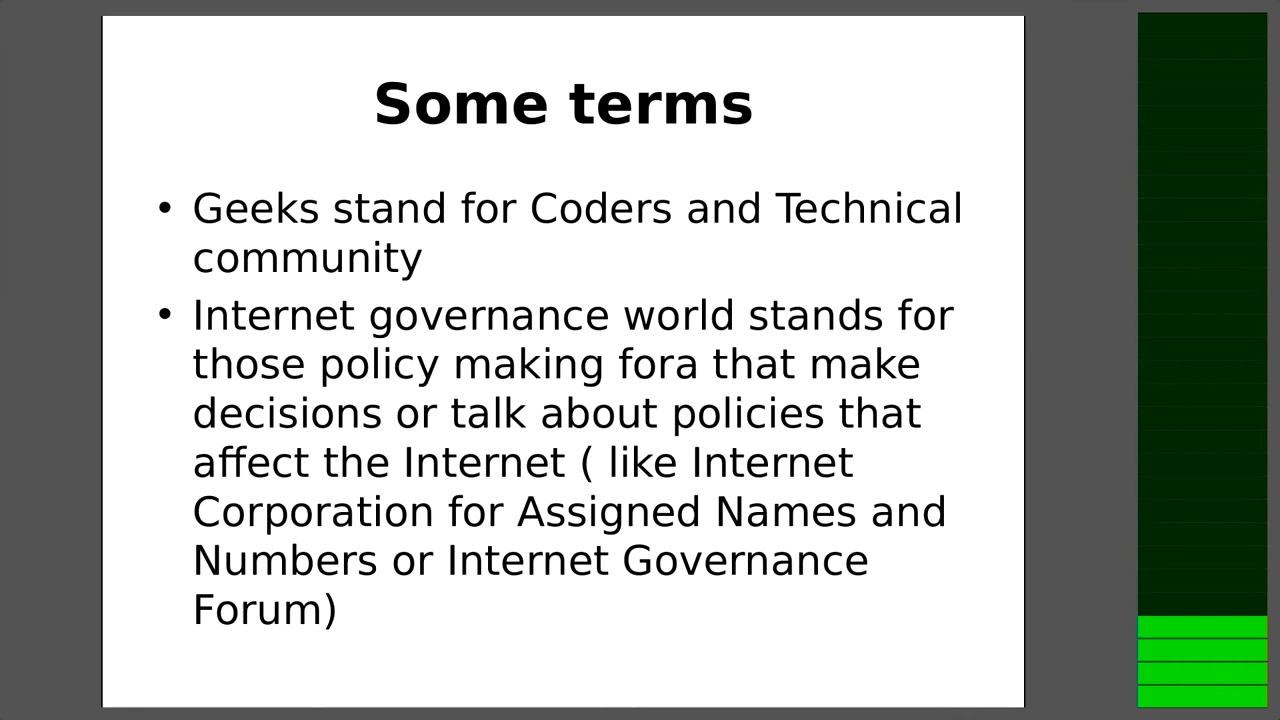 Some terms
• Geeks stand for Coders and Technical
community
• Internet governance world stands for
those policy making fora that make
decisions or talk about policies that
affect the Internet ( like Internet
Corporation for Assigned Names and
Numbers or Internet Governance
Forum)